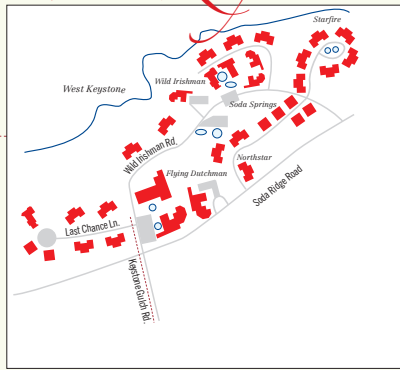 Starfire
Wild Irishman
West Keystone
Soda Springs
Wild Irishman Rd.
Northstar
Flying Dutchman
Soda Ridge Road
Last Chance Ln.
Keystone Gulch Rd.